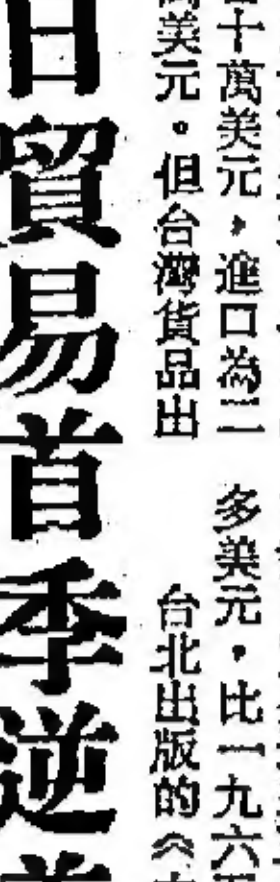 十萬美元，進口為二
萬美元。但台灣貨品出
多美元，比一九六
台北出版的《
日貿易首季逆